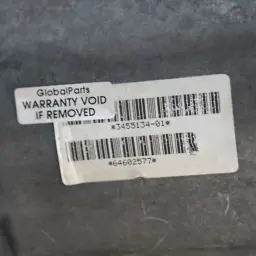 GlobalParts
WARRANTY VOID
IF REMOVED
*3455134-01*
*64602577*